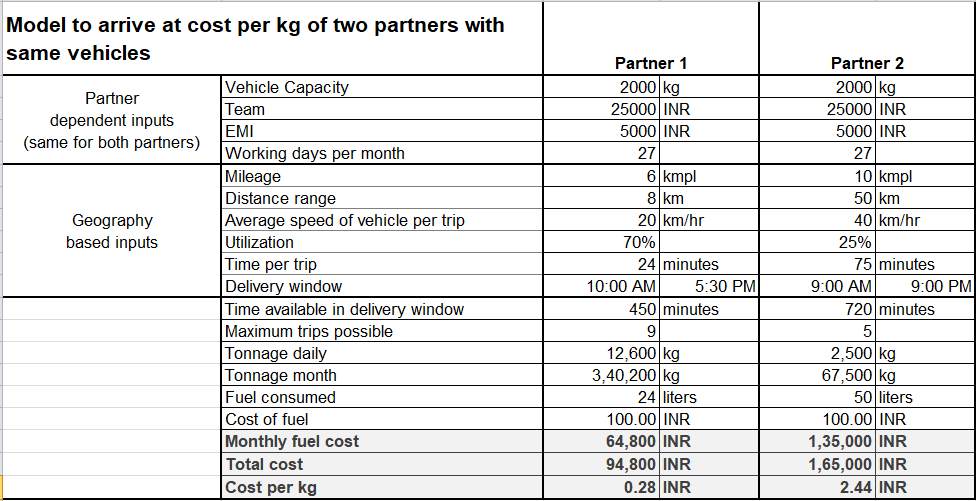 Model to arrive at cost per kg of two partners with
same vehicles
Partner 1 Partner 2
Partner
dependent inputs
(same for both partners)
Vehicle Capacity 2000 kg 2000 kg
Team 25000 INR 25000 INR
EMI 5000 INR 5000 INR
Working days per month 27 27
Geography
based inputs
Mileage 6 kmpl 10 kmpl
Distance range 8 km 50 km
Average speed of vehicle per trip 20 km/hr 40 km/hr
Utilization 70% 25%
Time per trip 24 minutes 75 minutes
Delivery window 10:00 AM 5:30 PM 9:00 AM 9:00 PM
Time available in delivery window 450 minutes 720 minutes
Maximum trips possible 9 5
Tonnage daily 12,600 kg 2,500 kg
Tonnage month 3,40,200 kg 67,500 kg
Fuel consumed 24 liters 50 liters
Cost of fuel 100.00 INR 100.00 INR
Monthly fuel cost 64,800 INR 1,35,000 INR
Total cost 94,800 INR 1,65,000 INR
Cost per kg 0.28 INR 2.44 INR